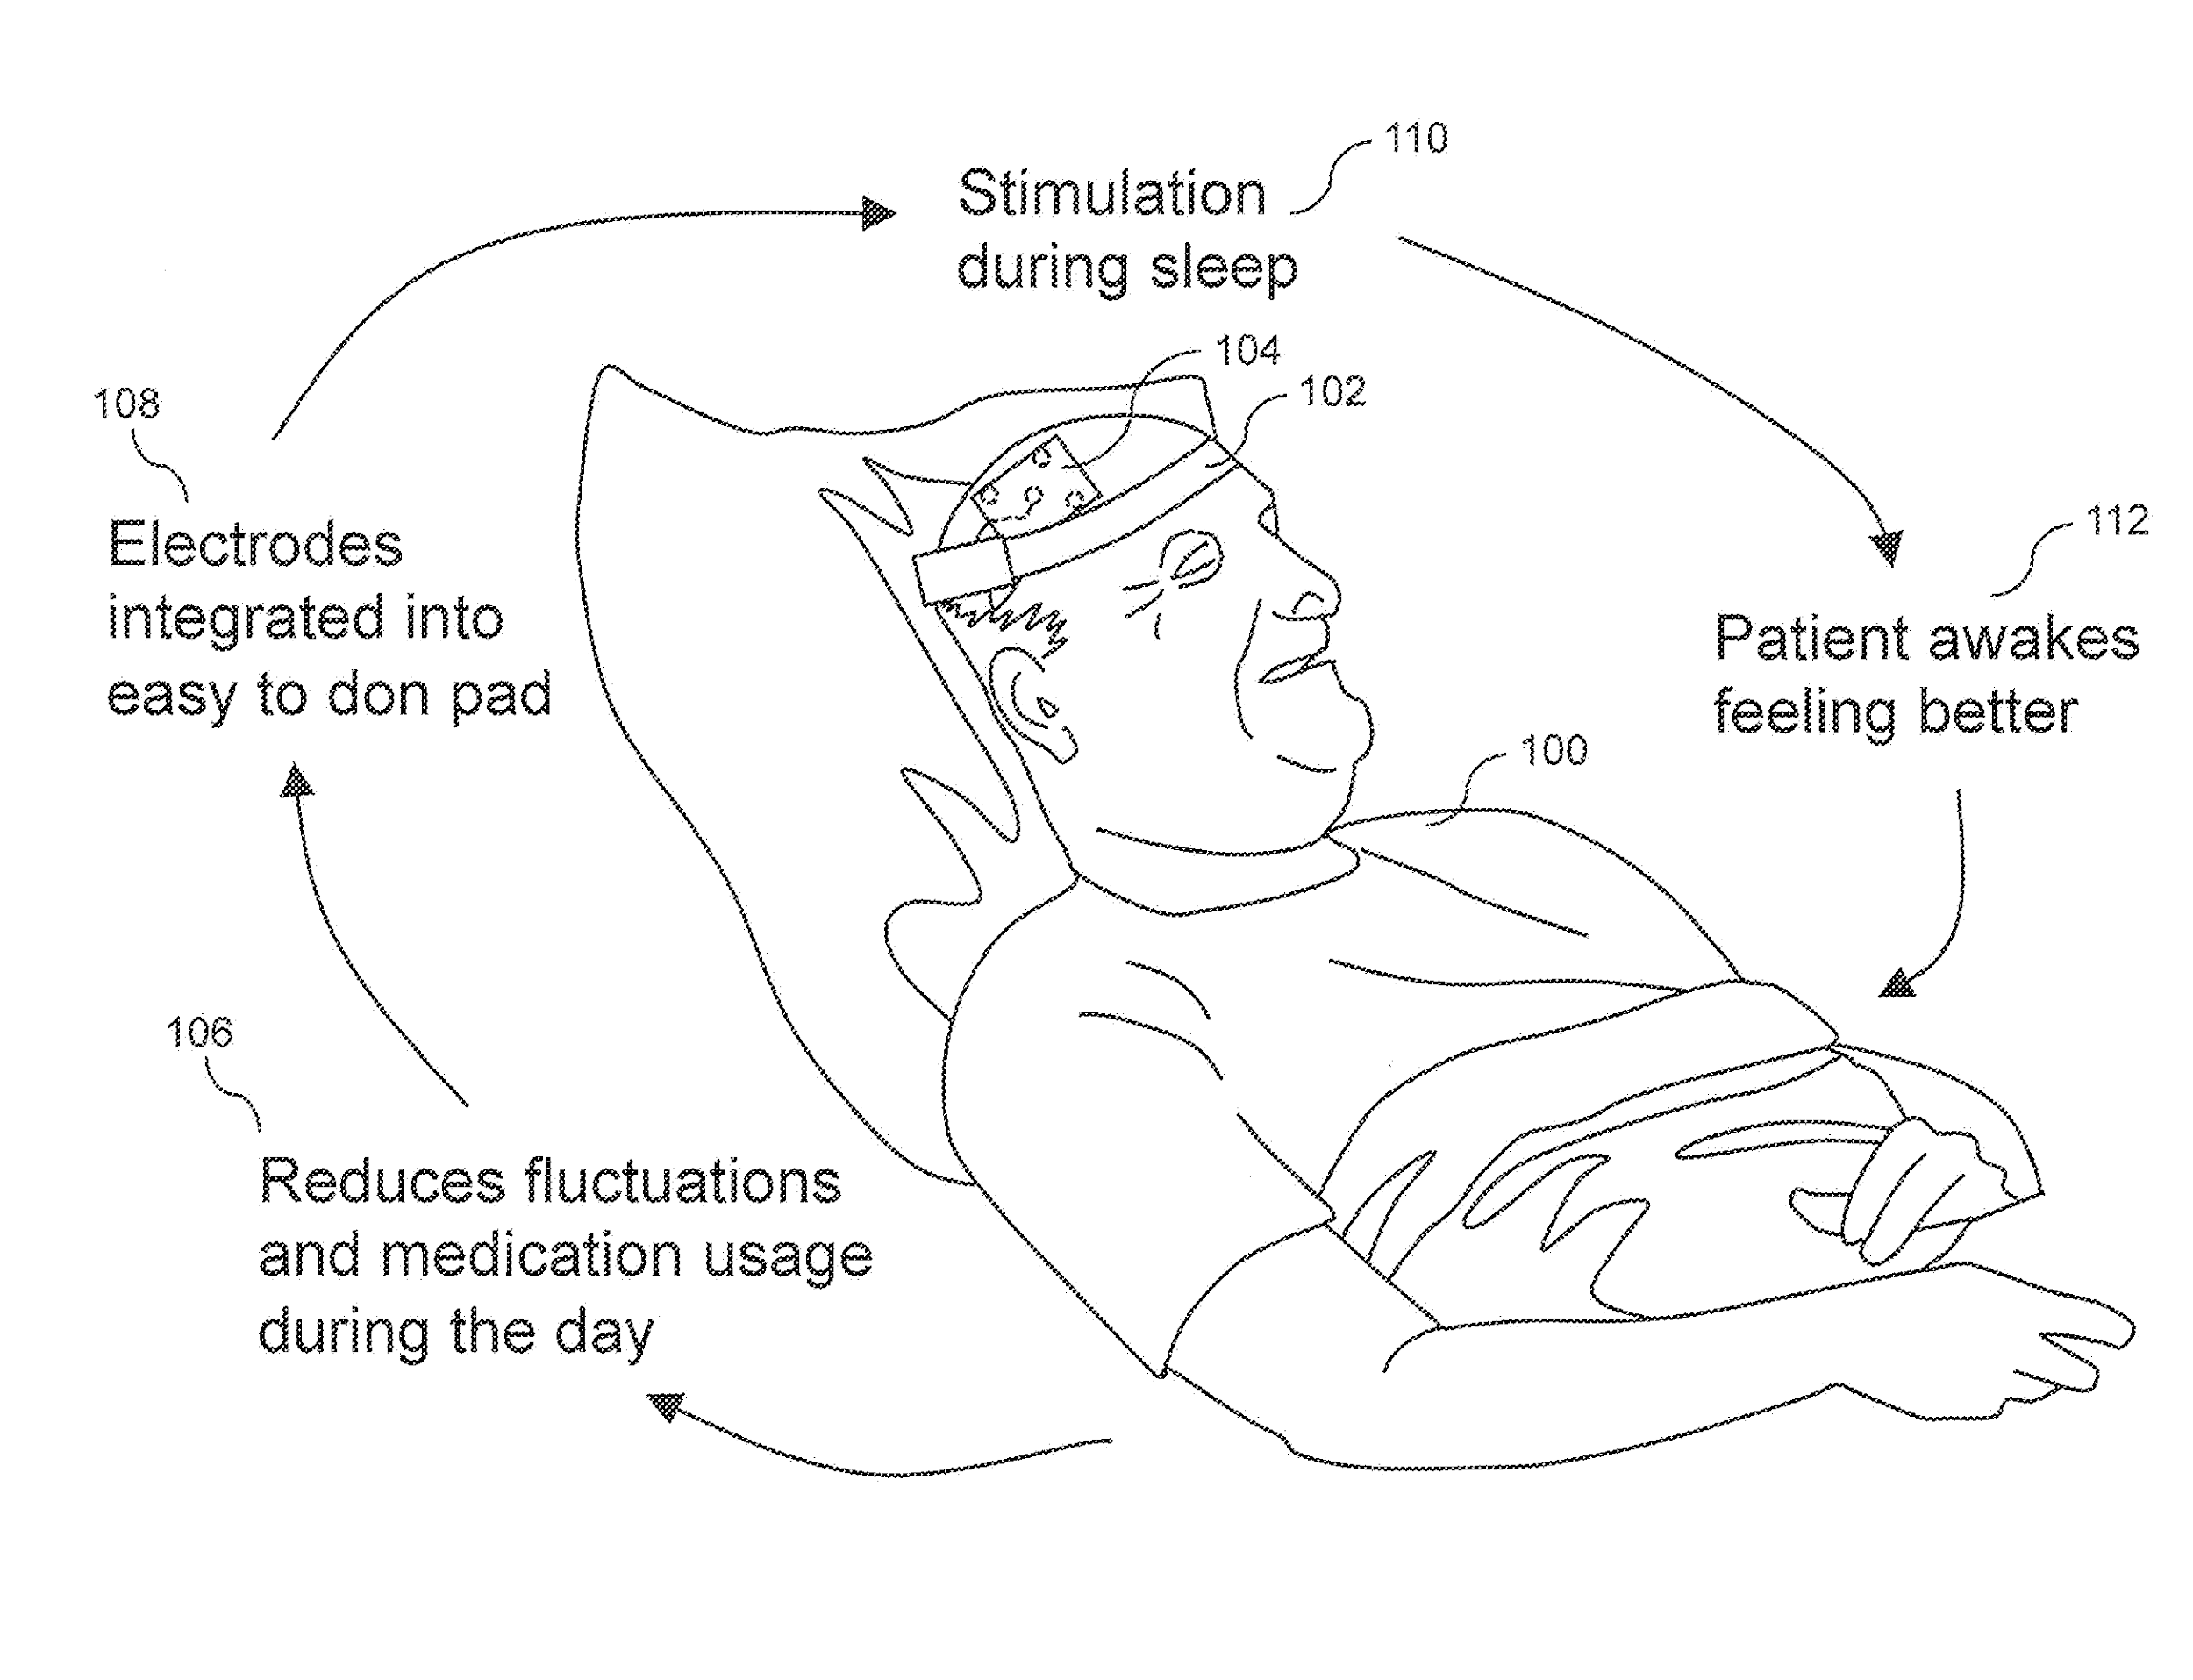 110
Stimulation
during sleep
104
102
108
Electrodes
integrated into
easy to don pad
112
Patient awakes
feeling better
100
106
Reduces fluctuations
and medication usage
during the day